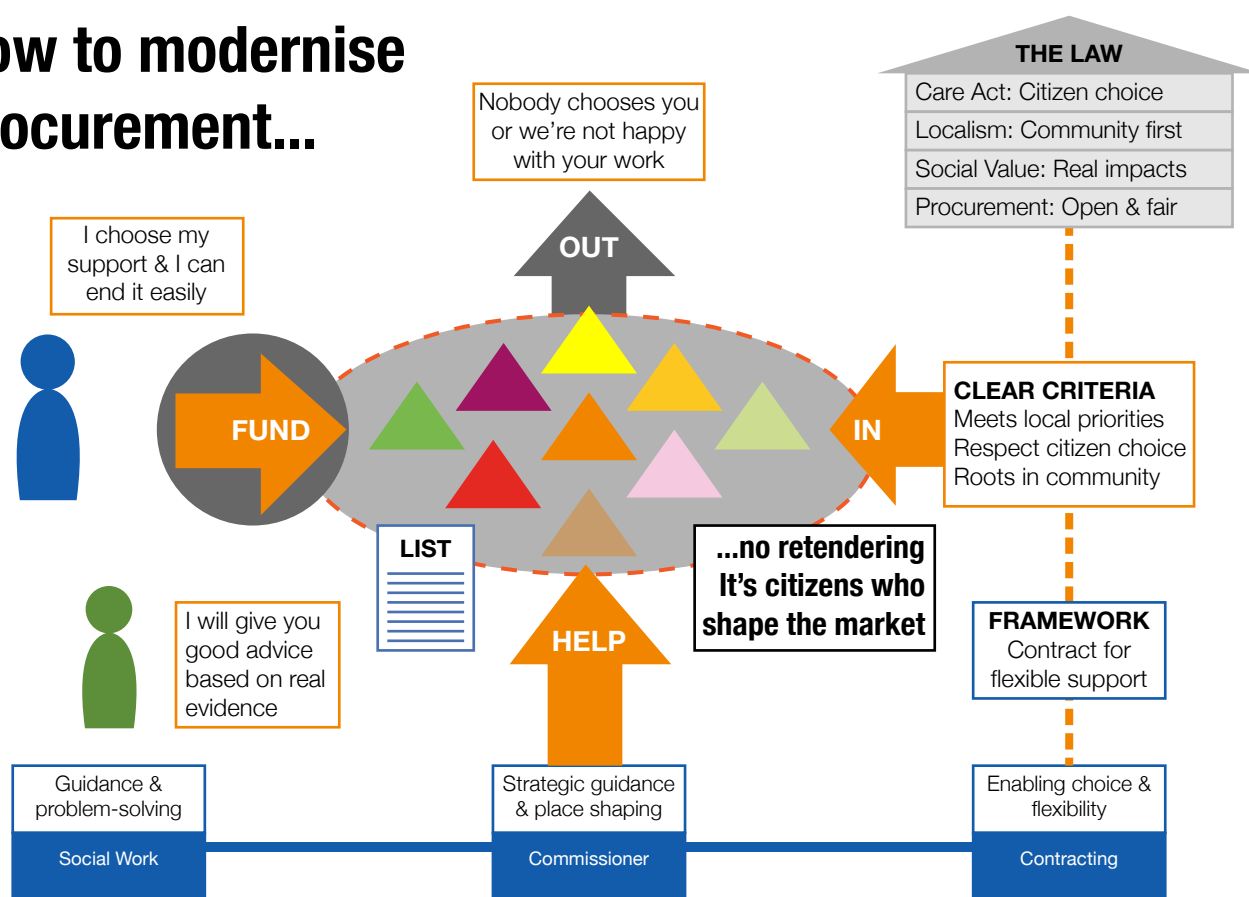 ow to modernise
ocurement...
THE LAW
Care Act: Citizen choice
Localism: Community first
Social Value: Real impacts
Procurement: Open & fair
Nobody chooses you
or we're not happy
with your work
I choose my
support & I can
end it easily
OUT
FUND
IN
CLEAR CRITERIA
Meets local priorities
Respect citizen choice
Roots in community
LIST
...no retendering
It's citizens who
shape the market
I will give you
good advice
based on real
evidence
HELP
FRAMEWORK
Contract for
flexible support
Guidance &
problem-solving
Social Work
Strategic guidance
& place shaping
Commissioner
Enabling choice &
flexibility
Contracting